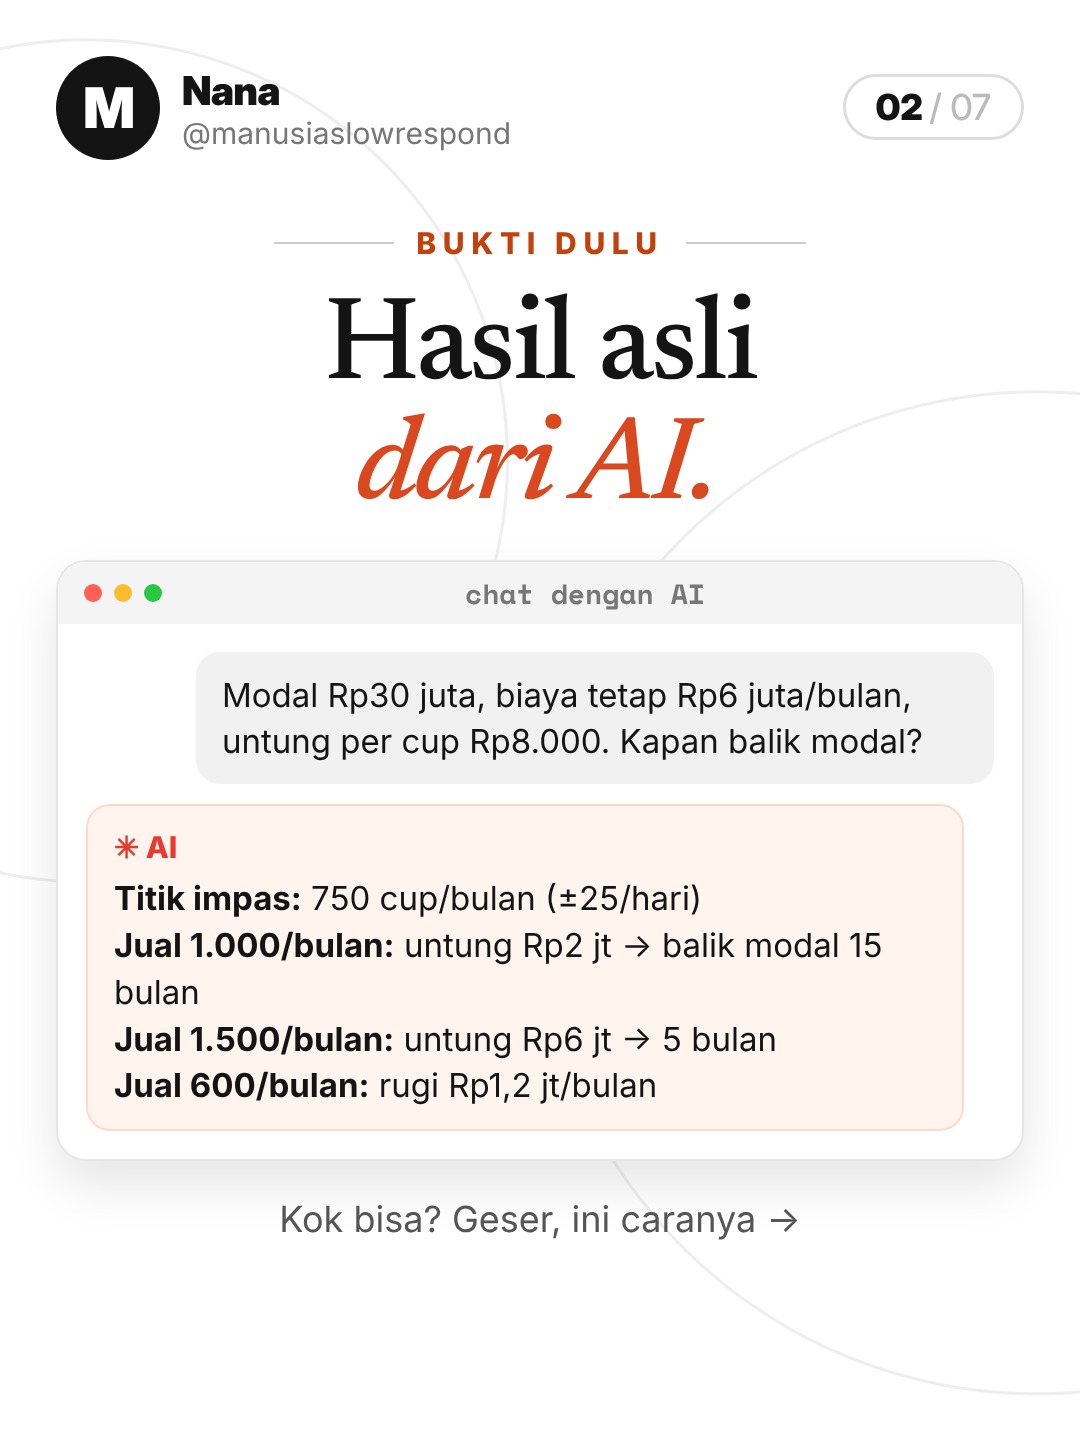 M
Nana
@manusiaslowrespond
02 / 07
BUKTI DULU
Hasil asli
dari AI.
chat dengan AI
Modal Rp30 juta, biaya tetap Rp6 juta/bulan,
untung per cup Rp8.000. Kapan balik modal?
✳ AI
Titik impas: 750 cup/bulan (±25/hari)
Jual 1.000/bulan: untung Rp2 jt → balik modal 15
bulan
Jual 1.500/bulan: untung Rp6 jt → 5 bulan
Jual 600/bulan: rugi Rp1,2 jt/bulan
Kok bisa? Geser, ini caranya →